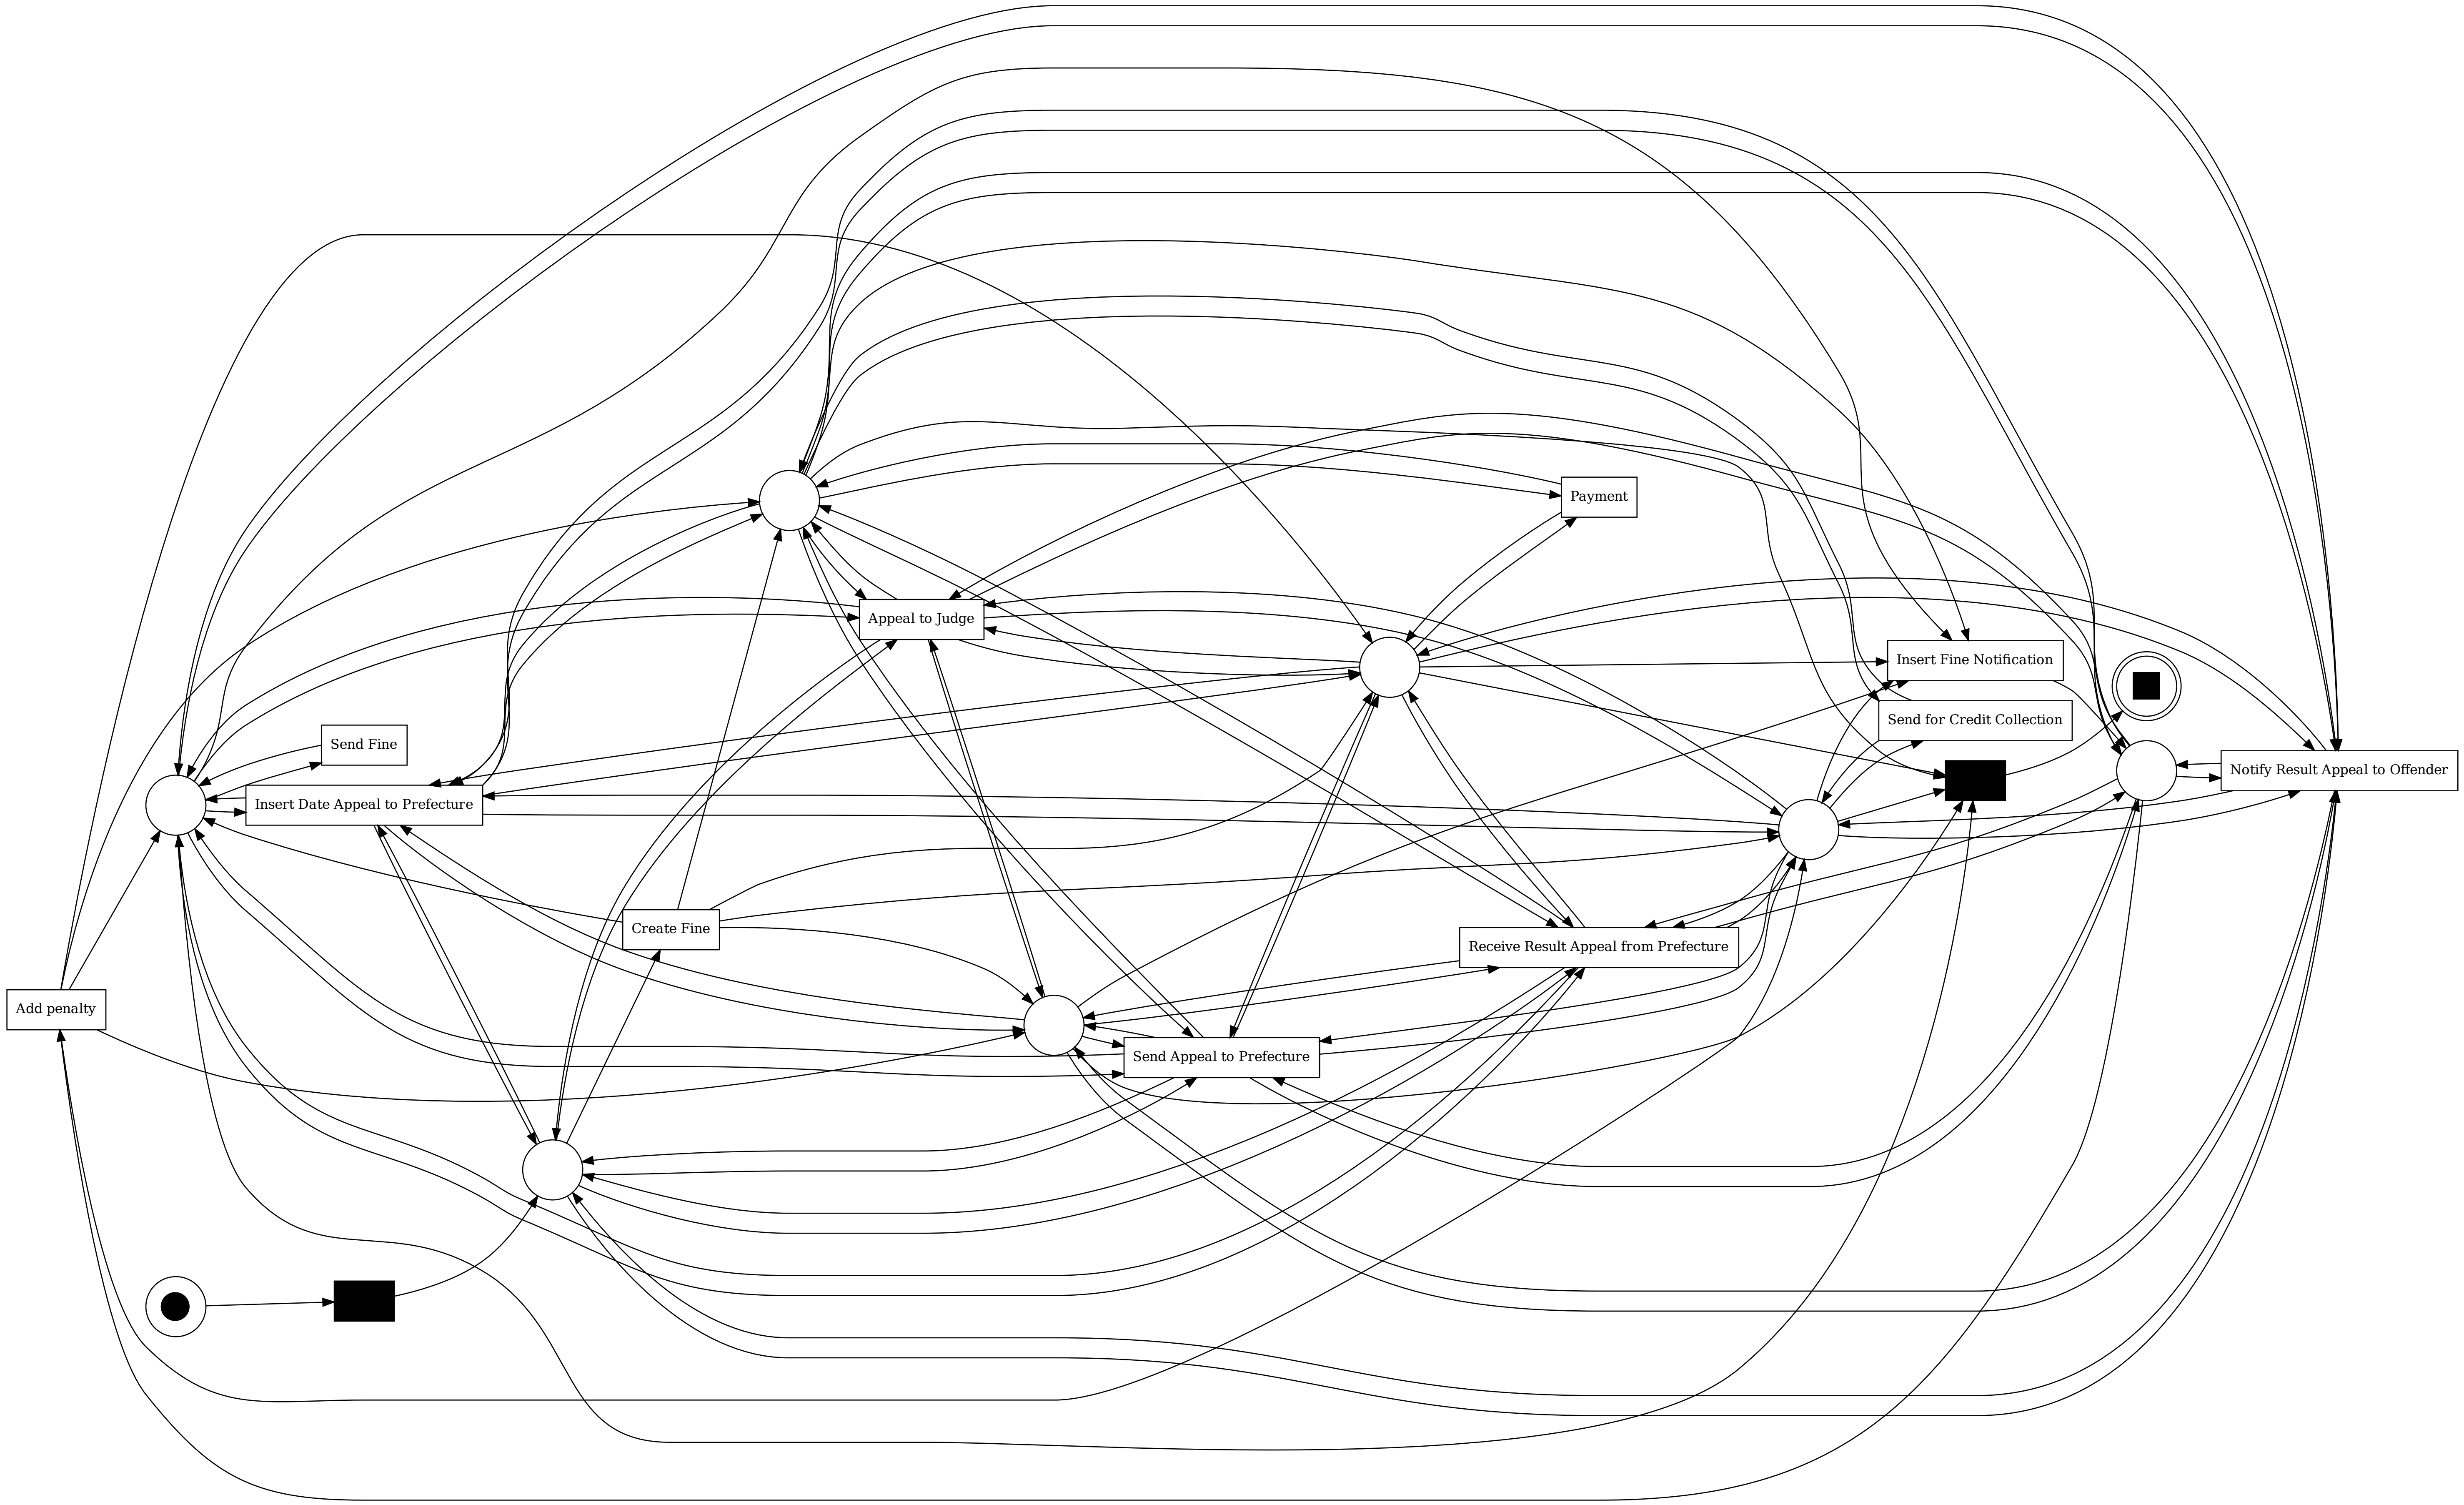 Payment
Appeal to Judge
Insert Fine Notification
Send for Credit Collection
Send Fine
Notify Result Appeal to Offender
Insert Date Appeal to Prefecture
Create Fine
Receive Result Appeal from Prefecture
Add penalty
Send Appeal to Prefecture